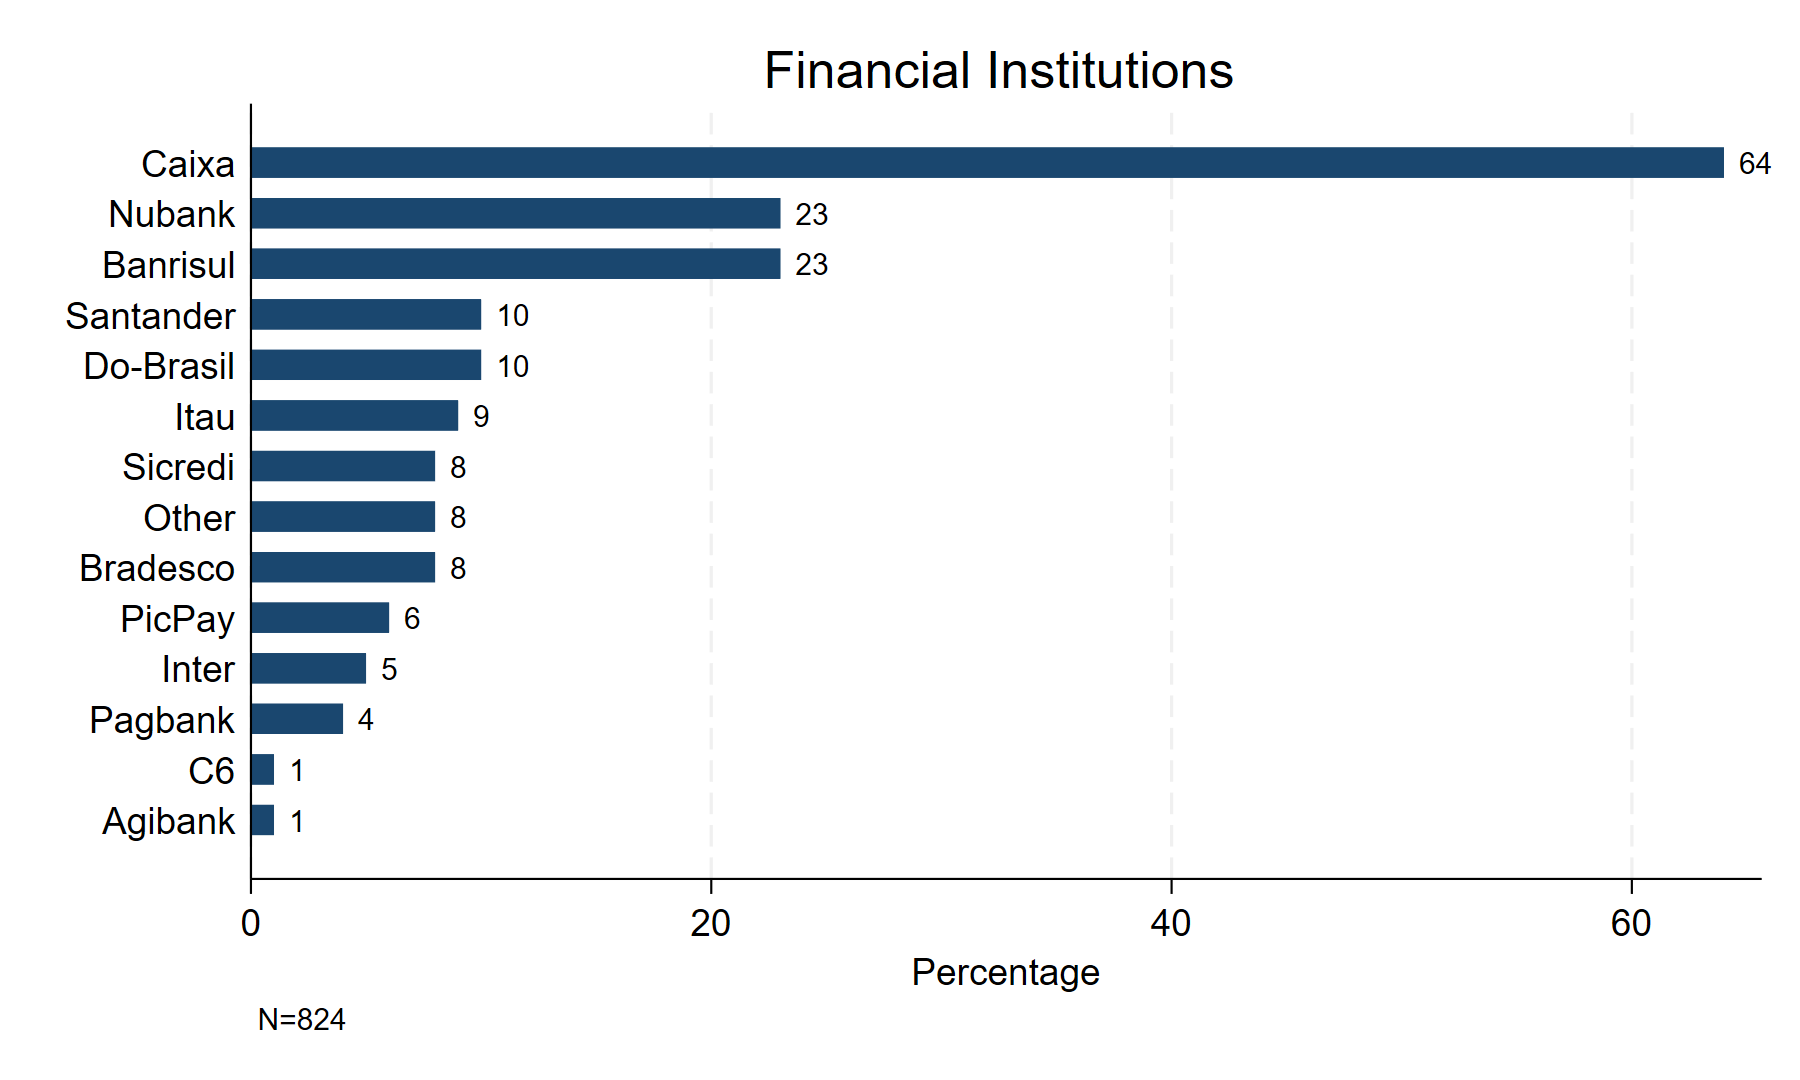 Financial Institutions
Caixa 64
Nubank 23
Banrisul 23
Santander 10
Do-Brasil 10
Itau 9
Sicredi 8
Other 8
Bradesco 8
PicPay 6
Inter 5
Pagbank 4
C6 1
Agibank 1
0 20 40 60
Percentage
N=824